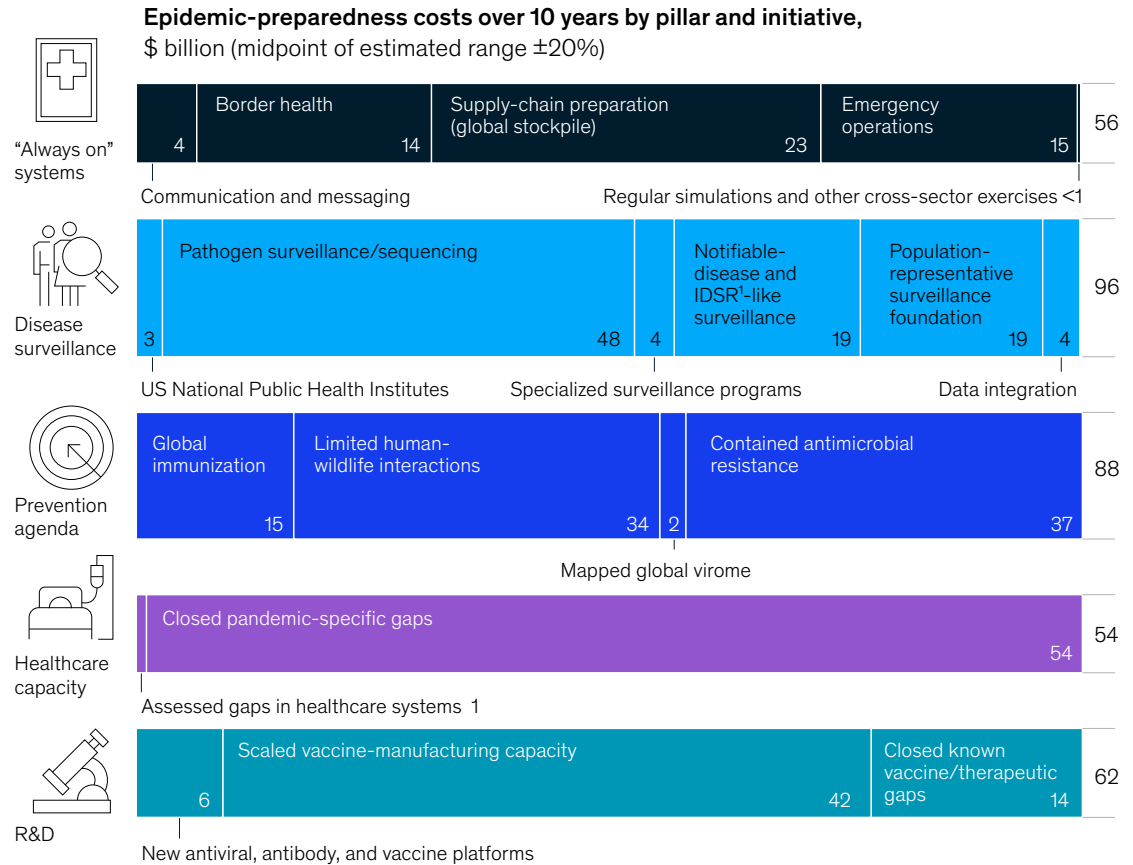 Epidemic-preparedness costs over 10 years by pillar and initiative,
$ billion (midpoint of estimated range ±20%)
“Always on”
systems
4
Border health
14
Supply-chain preparation
(global stockpile)
23
Emergency
operations
15
56
Communication and messaging
Regular simulations and other cross-sector exercises <1
Disease
surveillance
3
Pathogen surveillance/sequencing
48
4
Notifiable-
disease and
IDSR¹-like
surveillance
19
Population-
representative
surveillance
foundation
19
4
96
US National Public Health Institutes
Specialized surveillance programs
Data integration
Prevention
agenda
Global
immunization
15
Limited human-
wildlife interactions
34
2
Contained antimicrobial
resistance
37
88
Mapped global virome
Healthcare
capacity
Closed pandemic-specific gaps
54
54
Assessed gaps in healthcare systems 1
R&D
6
Scaled vaccine-manufacturing capacity
42
Closed known
vaccine/therapeutic
gaps
14
62
New antiviral, antibody, and vaccine platforms